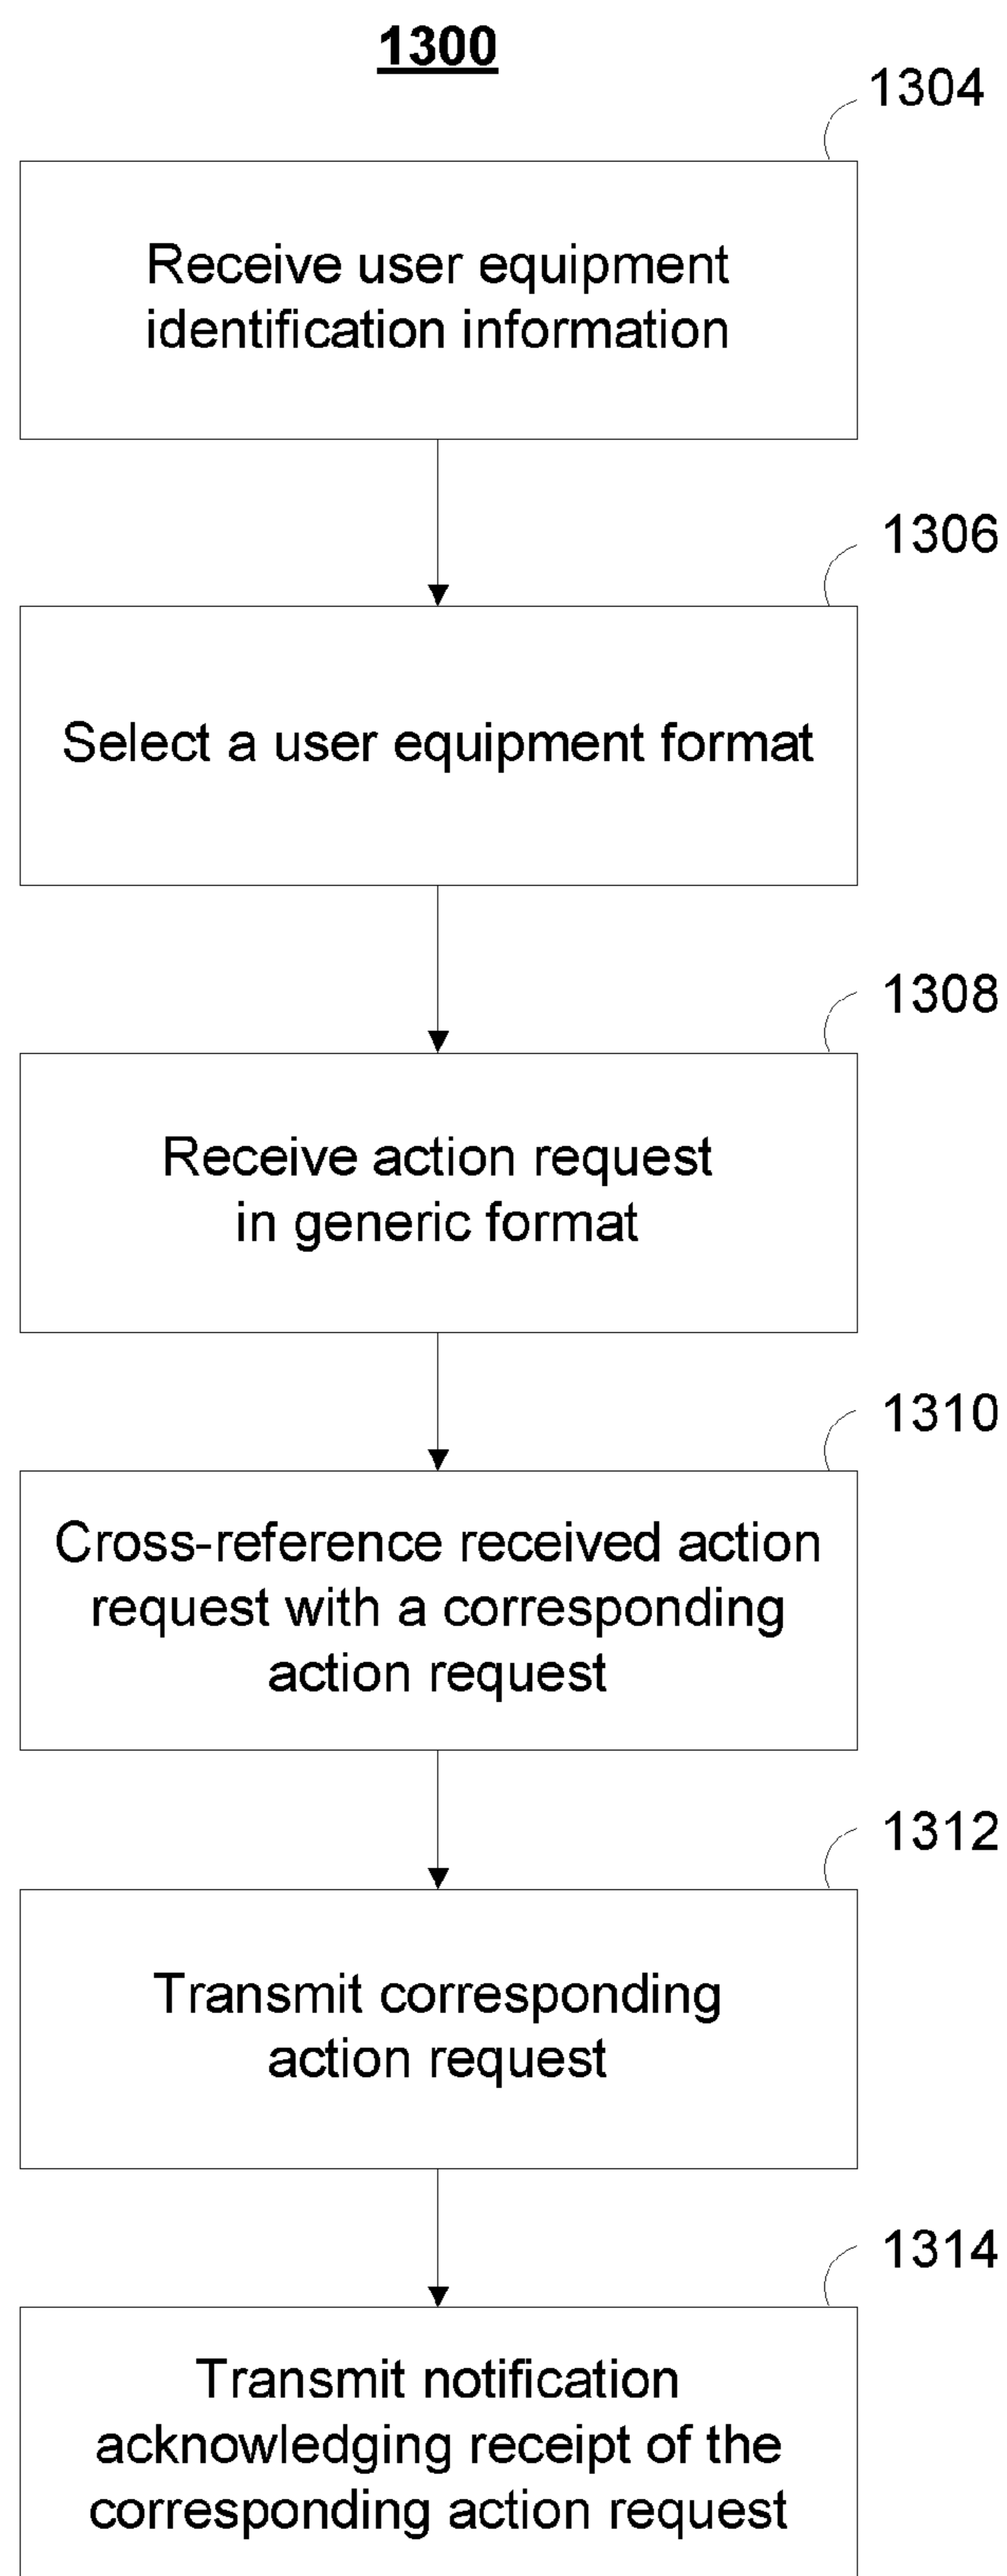 1300
1304
Receive user equipment
identification information
1306
Select a user equipment format
1308
Receive action request
in generic format
1310
Cross-reference received action
request with a corresponding
action request
1312
Transmit corresponding
action request
1314
Transmit notification
acknowledging receipt of the
corresponding action request